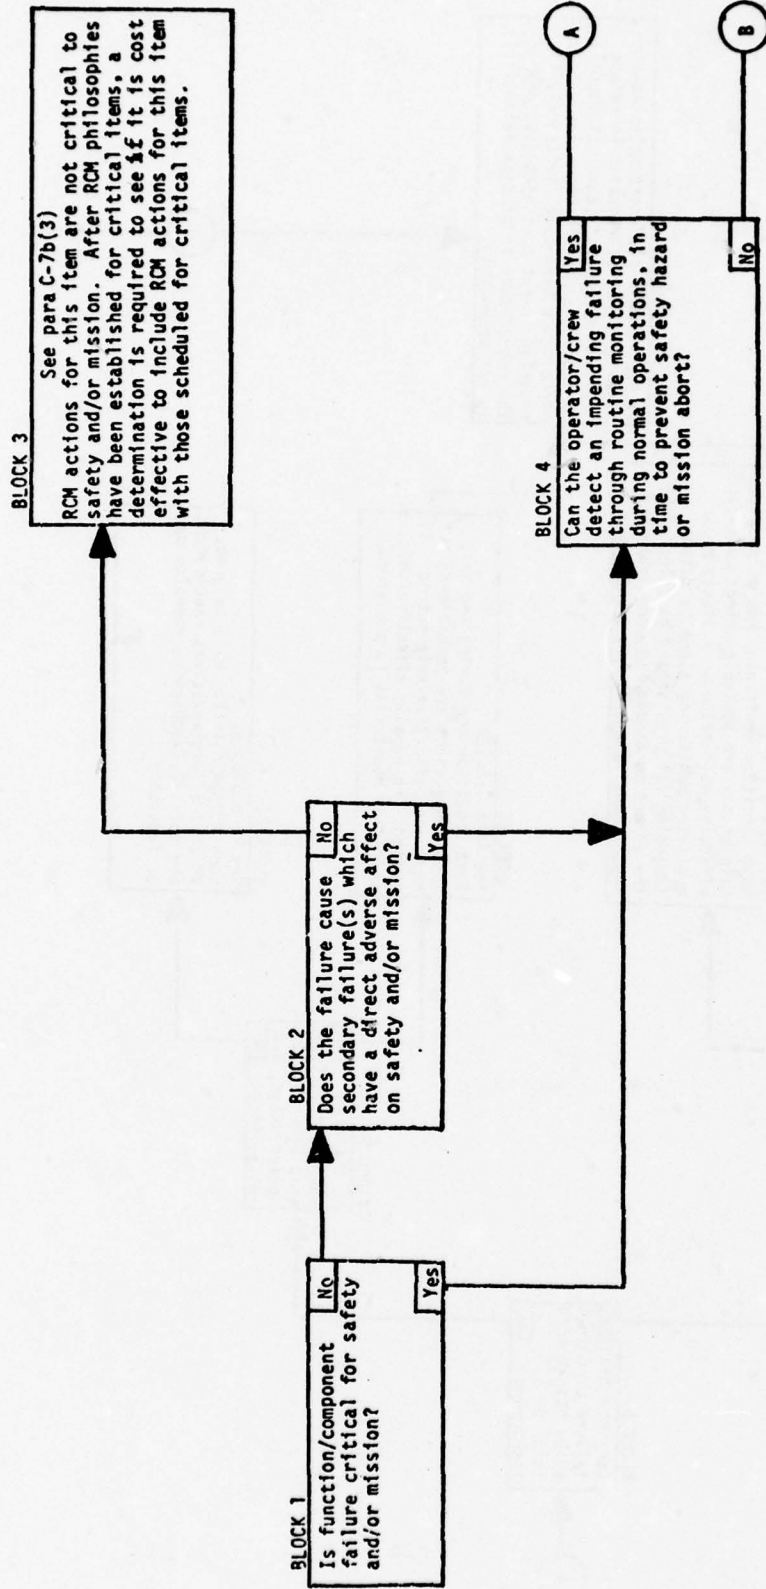 BLOCK 1
Is function/component
failure critical for safety
and/or mission?
No
Yes
BLOCK 2
Does the failure cause
secondary failure(s) which
have a direct adverse affect
on safety and/or mission?
No
Yes
BLOCK 3
See para C-7b(3)
RCM actions for this item are not critical to
safety and/or mission. After RCM philosophies
have been established for critical items, a
determination is required to see if it is cost
effective to include RCM actions for this item
with those scheduled for critical items.
BLOCK 4
Can the operator/crew
detect an impending failure
through routine monitoring
during normal operations, in
time to prevent safety hazard
or mission abort?
Yes
No
A
B